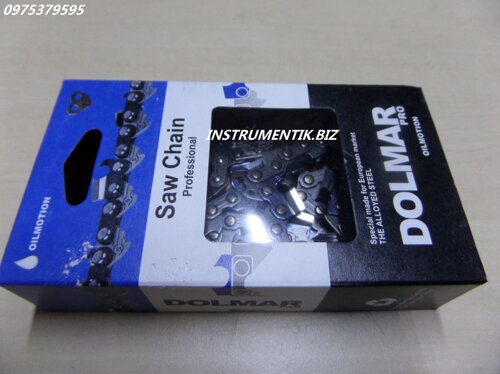 0975379595
INSTRUMENTIK.BIZ
OILMOTION
Saw Chain
Professional
Special made for European market
THE ALLOYED STEEL
DOLMAR
PRO
OILMOTION
DOLMAR
PRO